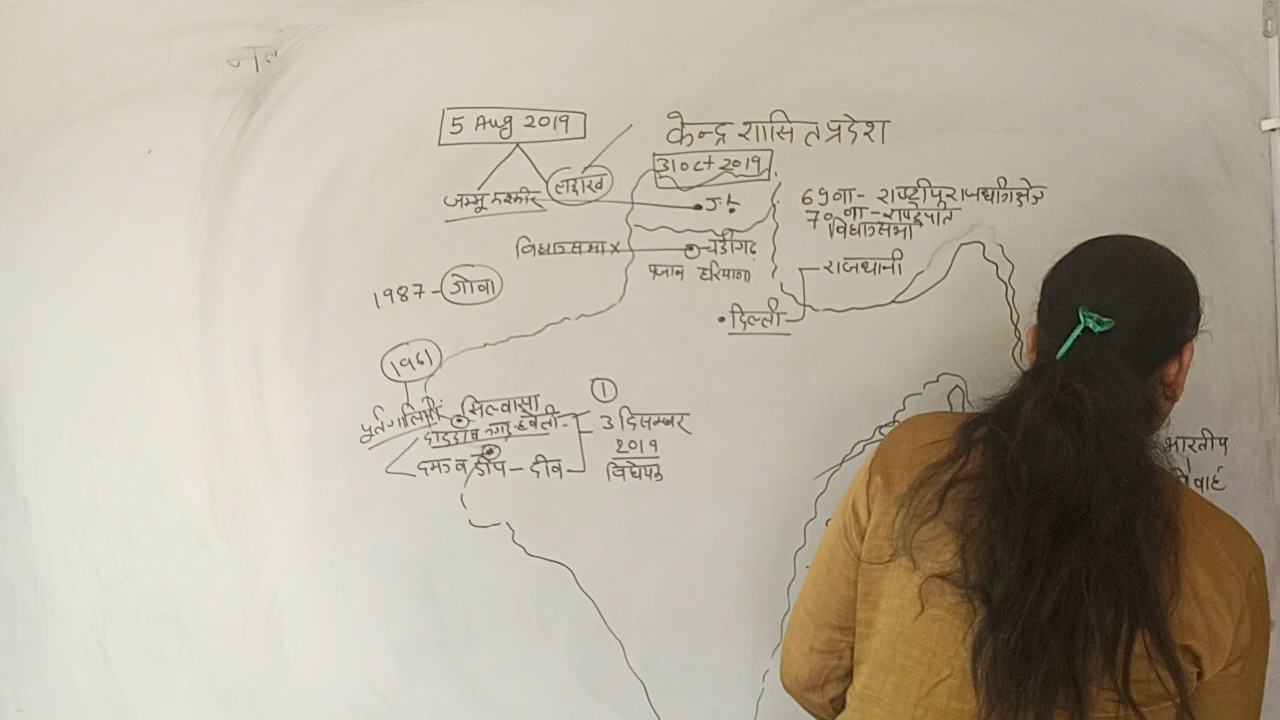 5 Aug 2019
केन्द्र शासित प्रदेश
31 oct 2019
जम्मू कश्मीर
लद्दाख
J.K.
69वा - राष्ट्रीय राजधानी क्षेत्र
70वा - राष्ट्रपति
विधानसभा
विधानसभा x
चंडीगढ़
पंजाब हरियाणा
राजधानी
1987 - गोवा
दिल्ली
1961
पुर्तगालियों
सिलवासा
दादरा व नगर हवेली -
दमन व द्वीप - दीव
1
3 दिसम्बर
2019
विधेयक
भारतीय